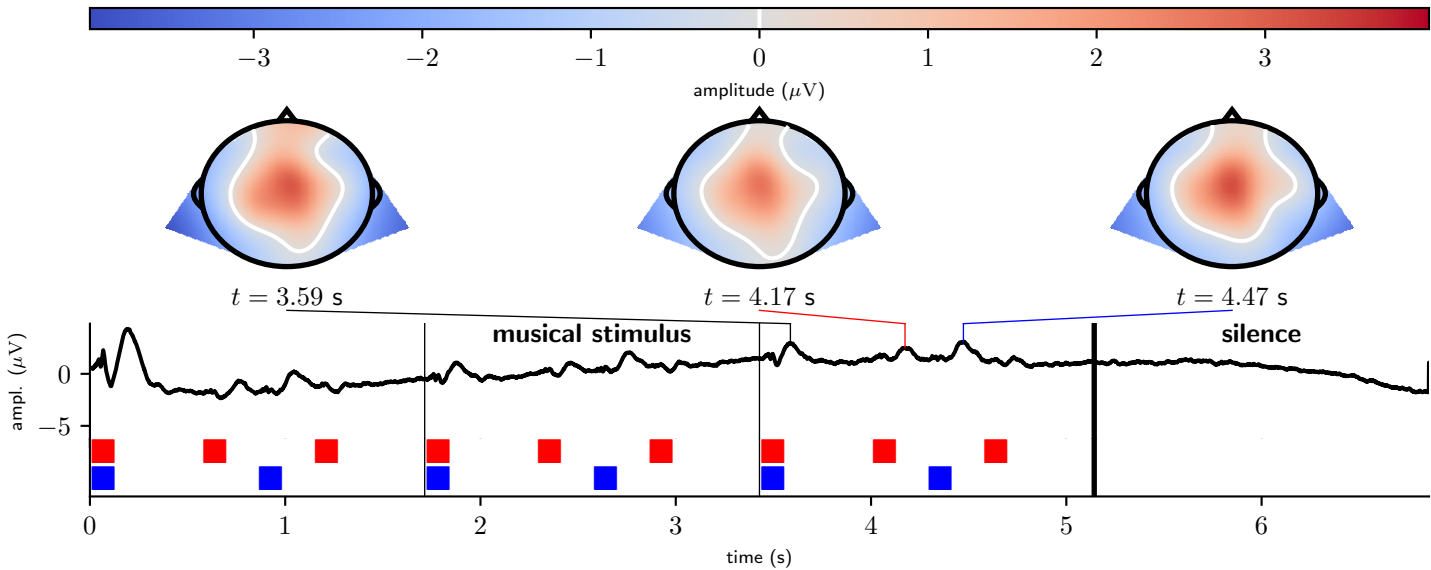 −3 −2 −1 0 1 2 3
amplitude (μV)
t = 3.59 s t = 4.17 s t = 4.47 s
musical stimulus silence
ampl. (μV)
0
−5
0 1 2 3 4 5 6
time (s)